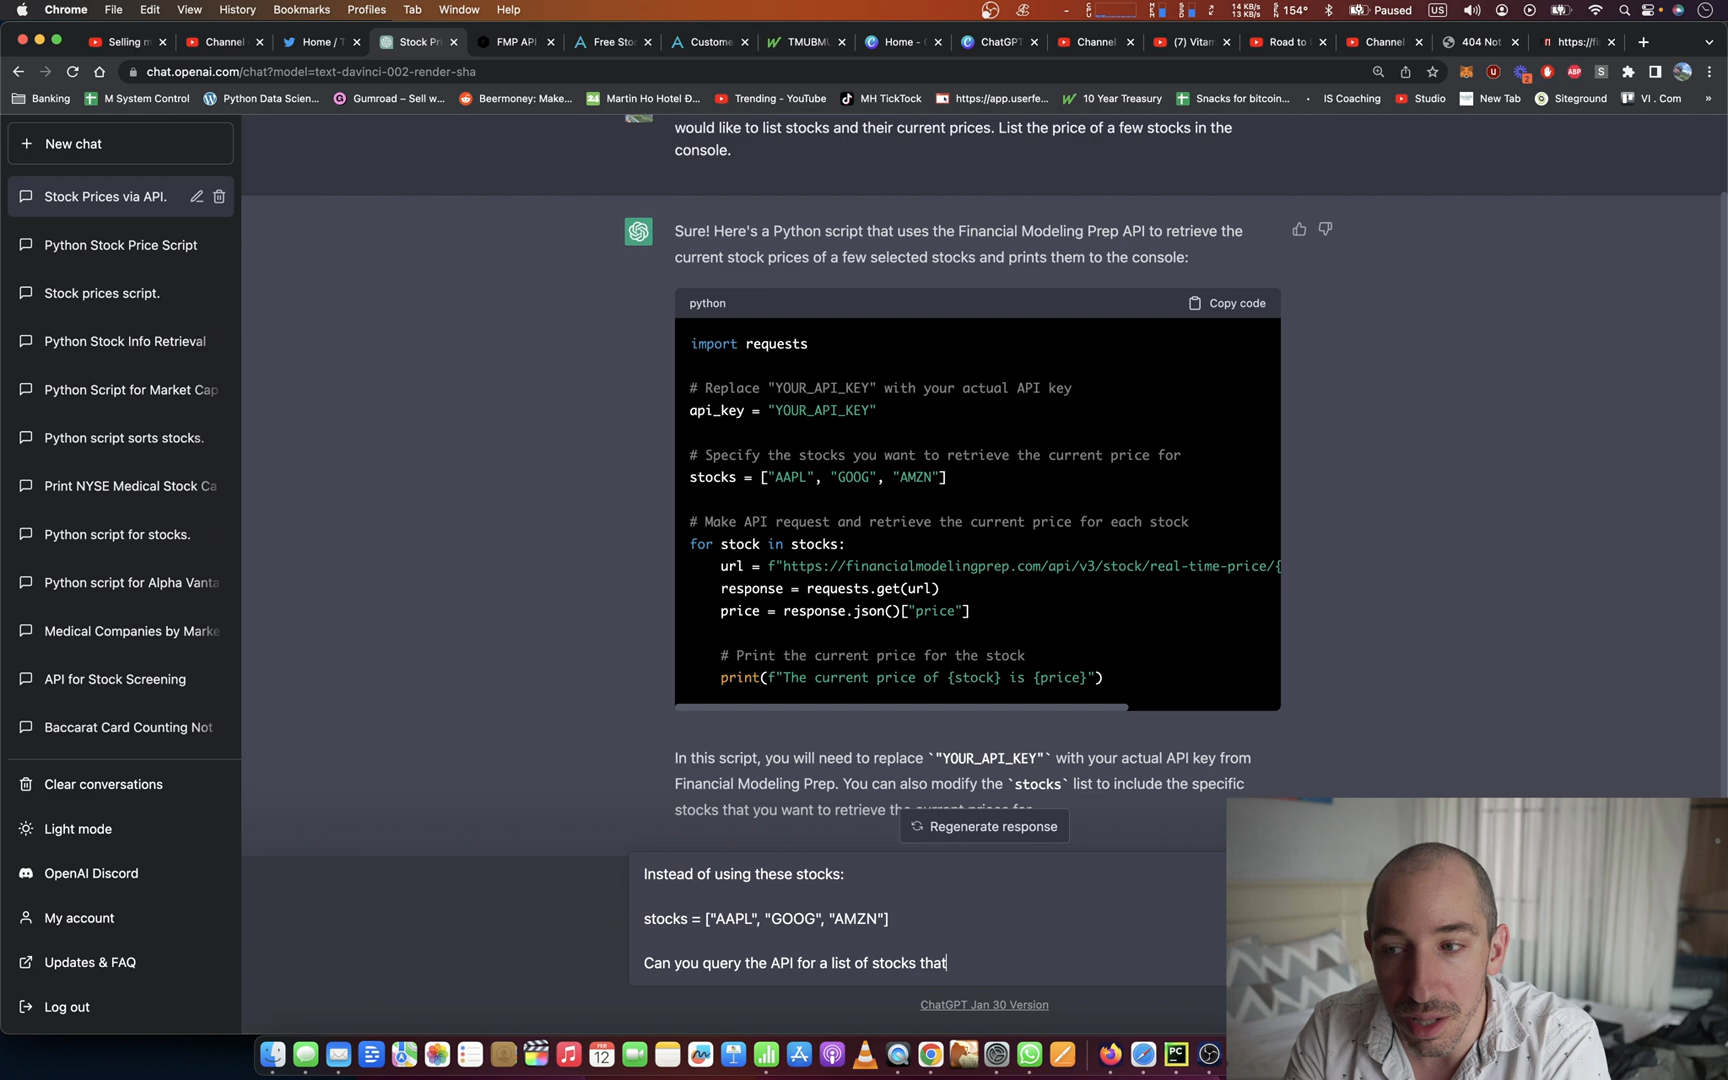 Chrome File Edit View History Bookmarks Profiles Tab Window Help 14 KB/s 13 KB/s 154° Paused US
Selling m Channel Home / T Stock Pri FMP API Free Sto Custome TMUBMU Home - ChatGPT Channel (7) Vitam Road to Channel 404 Not https://fi
chat.openai.com/chat?model=text-davinci-002-render-sha
Banking M System Control Python Data Scien... Gumroad – Sell w... Beermoney: Make... Martin Ho Hotel Đ... Trending - YouTube MH TickTock https://app.userfe... 10 Year Treasury Snacks for bitcoin... IS Coaching Studio New Tab Siteground VI . Com »
New chat
Stock Prices via API.
Python Stock Price Script
Stock prices script.
Python Stock Info Retrieval
Python Script for Market Cap
Python script sorts stocks.
Print NYSE Medical Stock Ca
Python script for stocks.
Python script for Alpha Vanta
Medical Companies by Marke
API for Stock Screening
Baccarat Card Counting Not
Clear conversations
Light mode
OpenAI Discord
My account
Updates & FAQ
Log out
would like to list stocks and their current prices. List the price of a few stocks in the
console.
Sure! Here's a Python script that uses the Financial Modeling Prep API to retrieve the
current stock prices of a few selected stocks and prints them to the console:
python Copy code
import requests
# Replace "YOUR_API_KEY" with your actual API key
api_key = "YOUR_API_KEY"
# Specify the stocks you want to retrieve the current price for
stocks = ["AAPL", "GOOG", "AMZN"]
# Make API request and retrieve the current price for each stock
for stock in stocks:
url = f"https://financialmodelingprep.com/api/v3/stock/real-time-price/{
response = requests.get(url)
price = response.json()["price"]
# Print the current price for the stock
print(f"The current price of {stock} is {price}")
In this script, you will need to replace `"YOUR_API_KEY"` with your actual API key from
Financial Modeling Prep. You can also modify the `stocks` list to include the specific
stocks that you want to retrieve the current prices for.
Regenerate response
Instead of using these stocks:
stocks = ["AAPL", "GOOG", "AMZN"]
Can you query the API for a list of stocks that
ChatGPT Jan 30 Version
FEB
12
PC